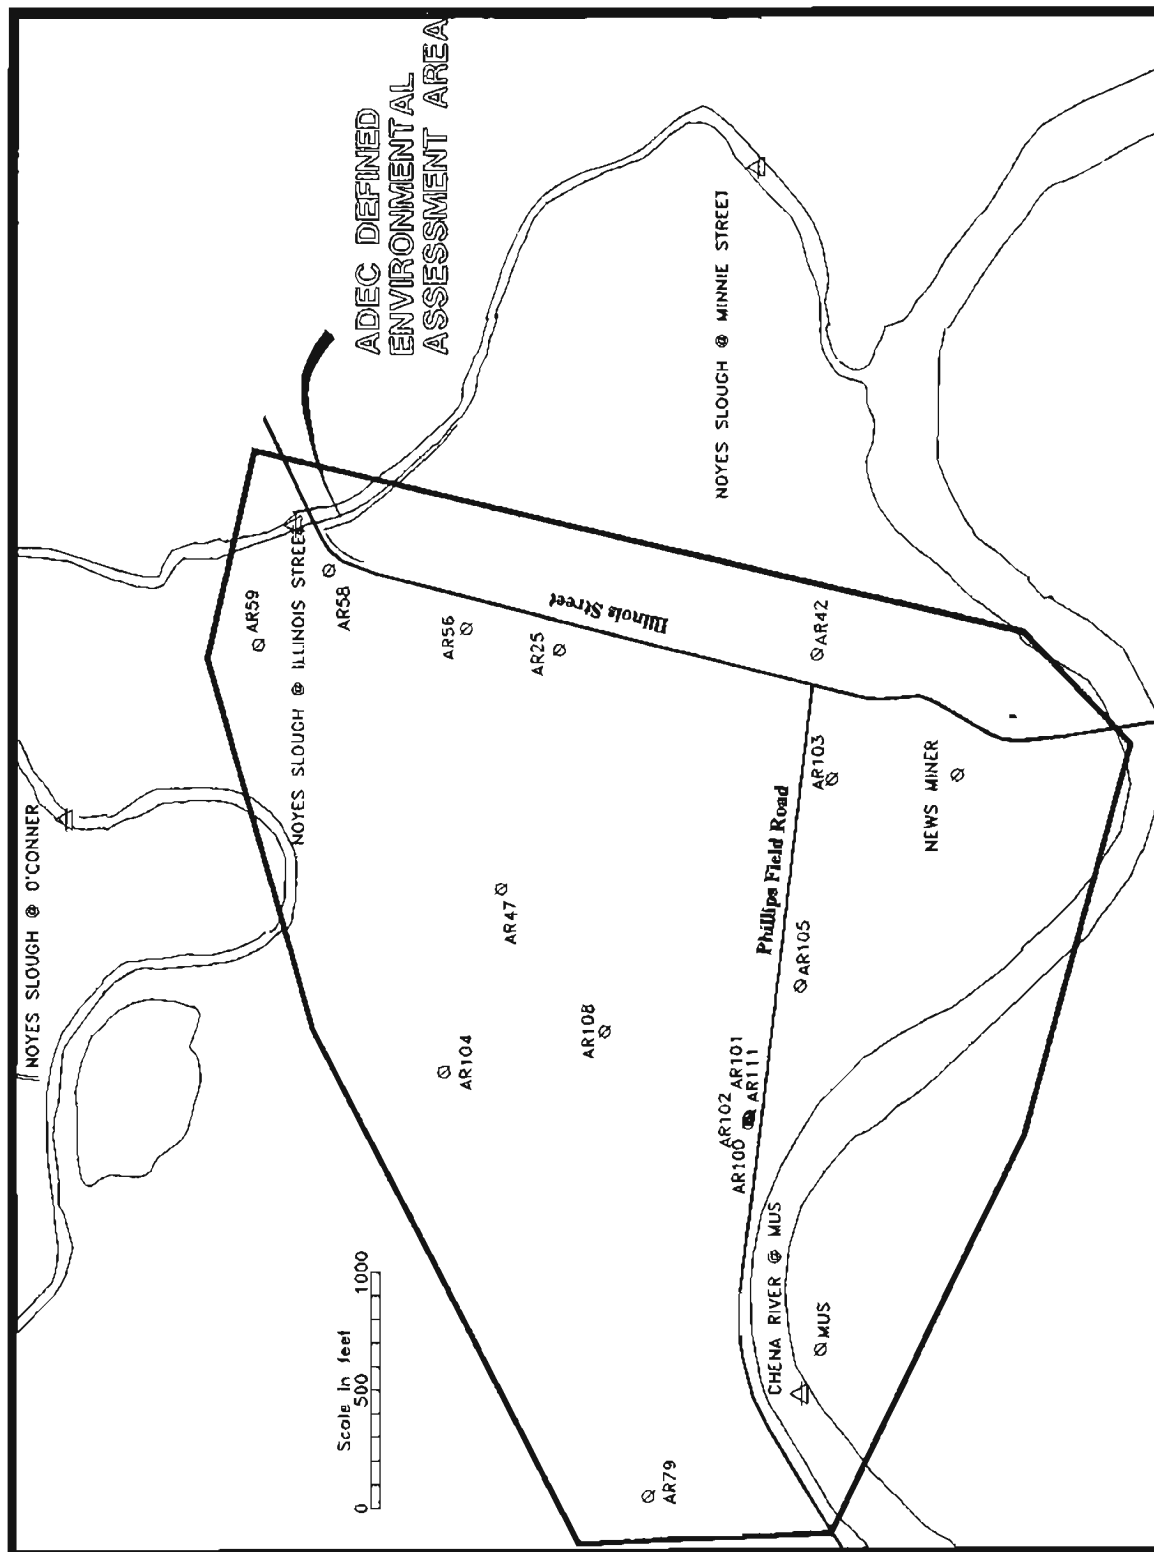 ADEC DEFINED
ENVIRONMENTAL
ASSESSMENT AREA
NOYES SLOUGH @ O'CONNER
NOYES SLOUGH @ ILLINOIS STREET
NOYES SLOUGH @ MINNIE STREET
AR59
AR58
AR56
AR25
Illinois Street
AR42
AR103
NEWS MINER
Phillips Field Road
AR47
AR105
AR108
AR104
AR101
AR111
AR102
AR100
CHENA RIVER @ MUS
MUS
AR79
Scale in feet
0 500 1000